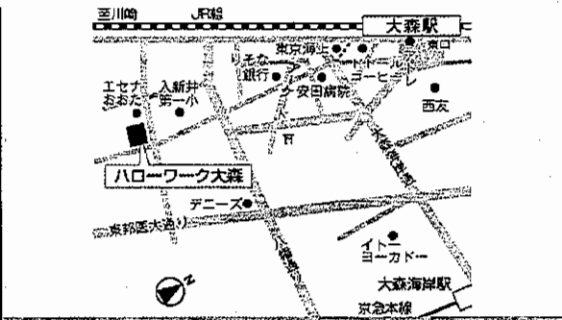 至川崎
JR線
大森駅
東口
東京海上
りそな
銀行
ドトール
コーヒー
安田病院
西友
エセナ
おおた
入新井
第一小
ハローワーク大森
デニーズ
東邦医大通り
イトー
ヨーカドー
大森海岸駅
京急本線
N